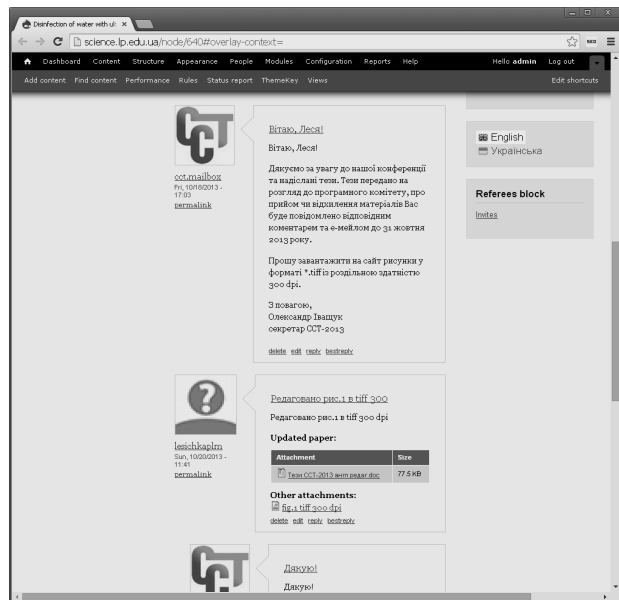 Disinfection of water with ult
science.lp.edu.ua/node/640#overlay-context=
SEO
Dashboard Content Structure Appearance People Modules Configuration Reports Help Hello admin Log out
Add content Find content Performance Rules Status report ThemeKey Views Edit shortcuts
CCT
cct.mailbox
Fri, 10/18/2013 -
17:03
permalink
Вітаю, Леся!
Вітаю, Леся!
Дякуємо за увагу до нашої конференції
та надіслані тези. Тези передано на
розгляд до програмного комітету, про
прийом чи відхилення матеріалів Вас
буде повідомлено відповідним
коментарем та е-мейлом до 31 жовтня
2013 року.
Прошу завантажити на сайт рисунки у
форматі *.tiff із роздільною здатністю
300 dpi.
З повагою,
Олександр Іващук
секретар ССТ-2013
delete edit reply bestreply
English
Українська
Referees block
Invites
lesichkaplrn
Sun, 10/20/2013 -
11:41
permalink
Редаговано рис.1 в tiff 300
Редаговано рис.1 в tiff 300 dpi
Updated paper:
Attachment Size
Тези ССТ-2013 англ редаг.doc 77.5 KB
Other attachments:
fig.1 tiff 300 dpi
delete edit reply bestreply
CCT
Дякую!
Дякую!